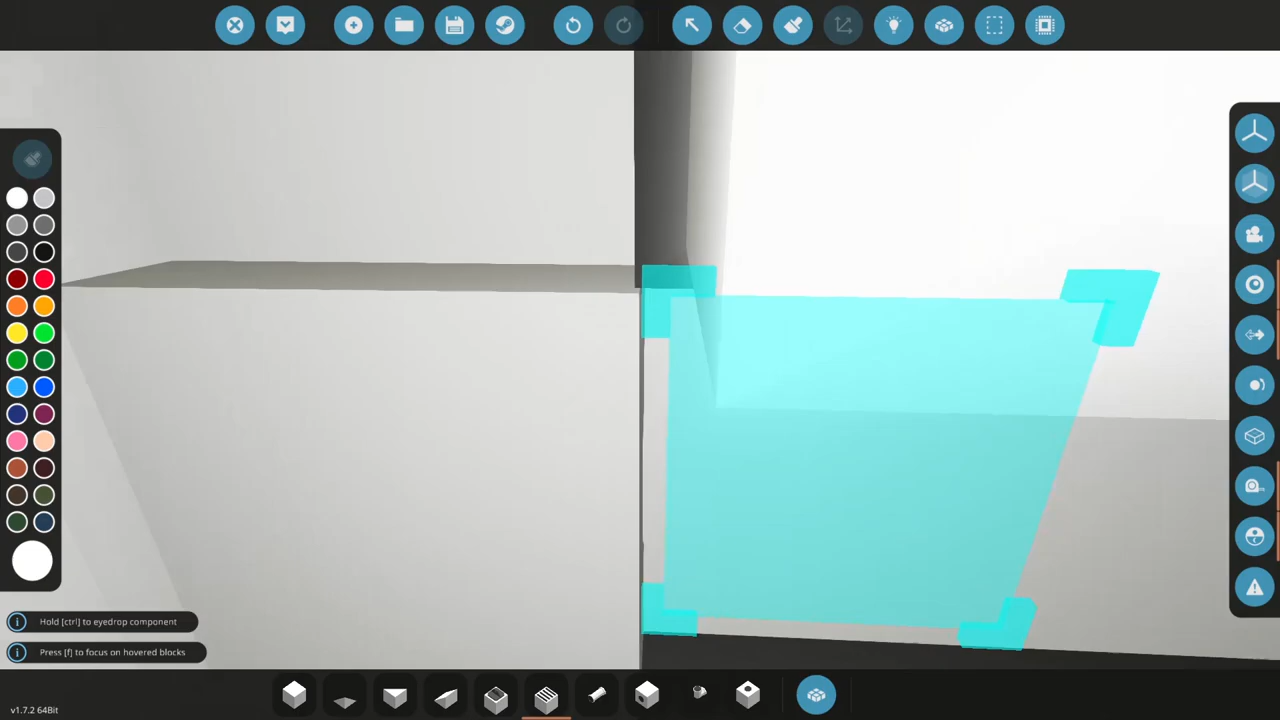 Hold [ctrl] to eyedrop component
Press [f] to focus on hovered blocks
v1.7.2 64Bit